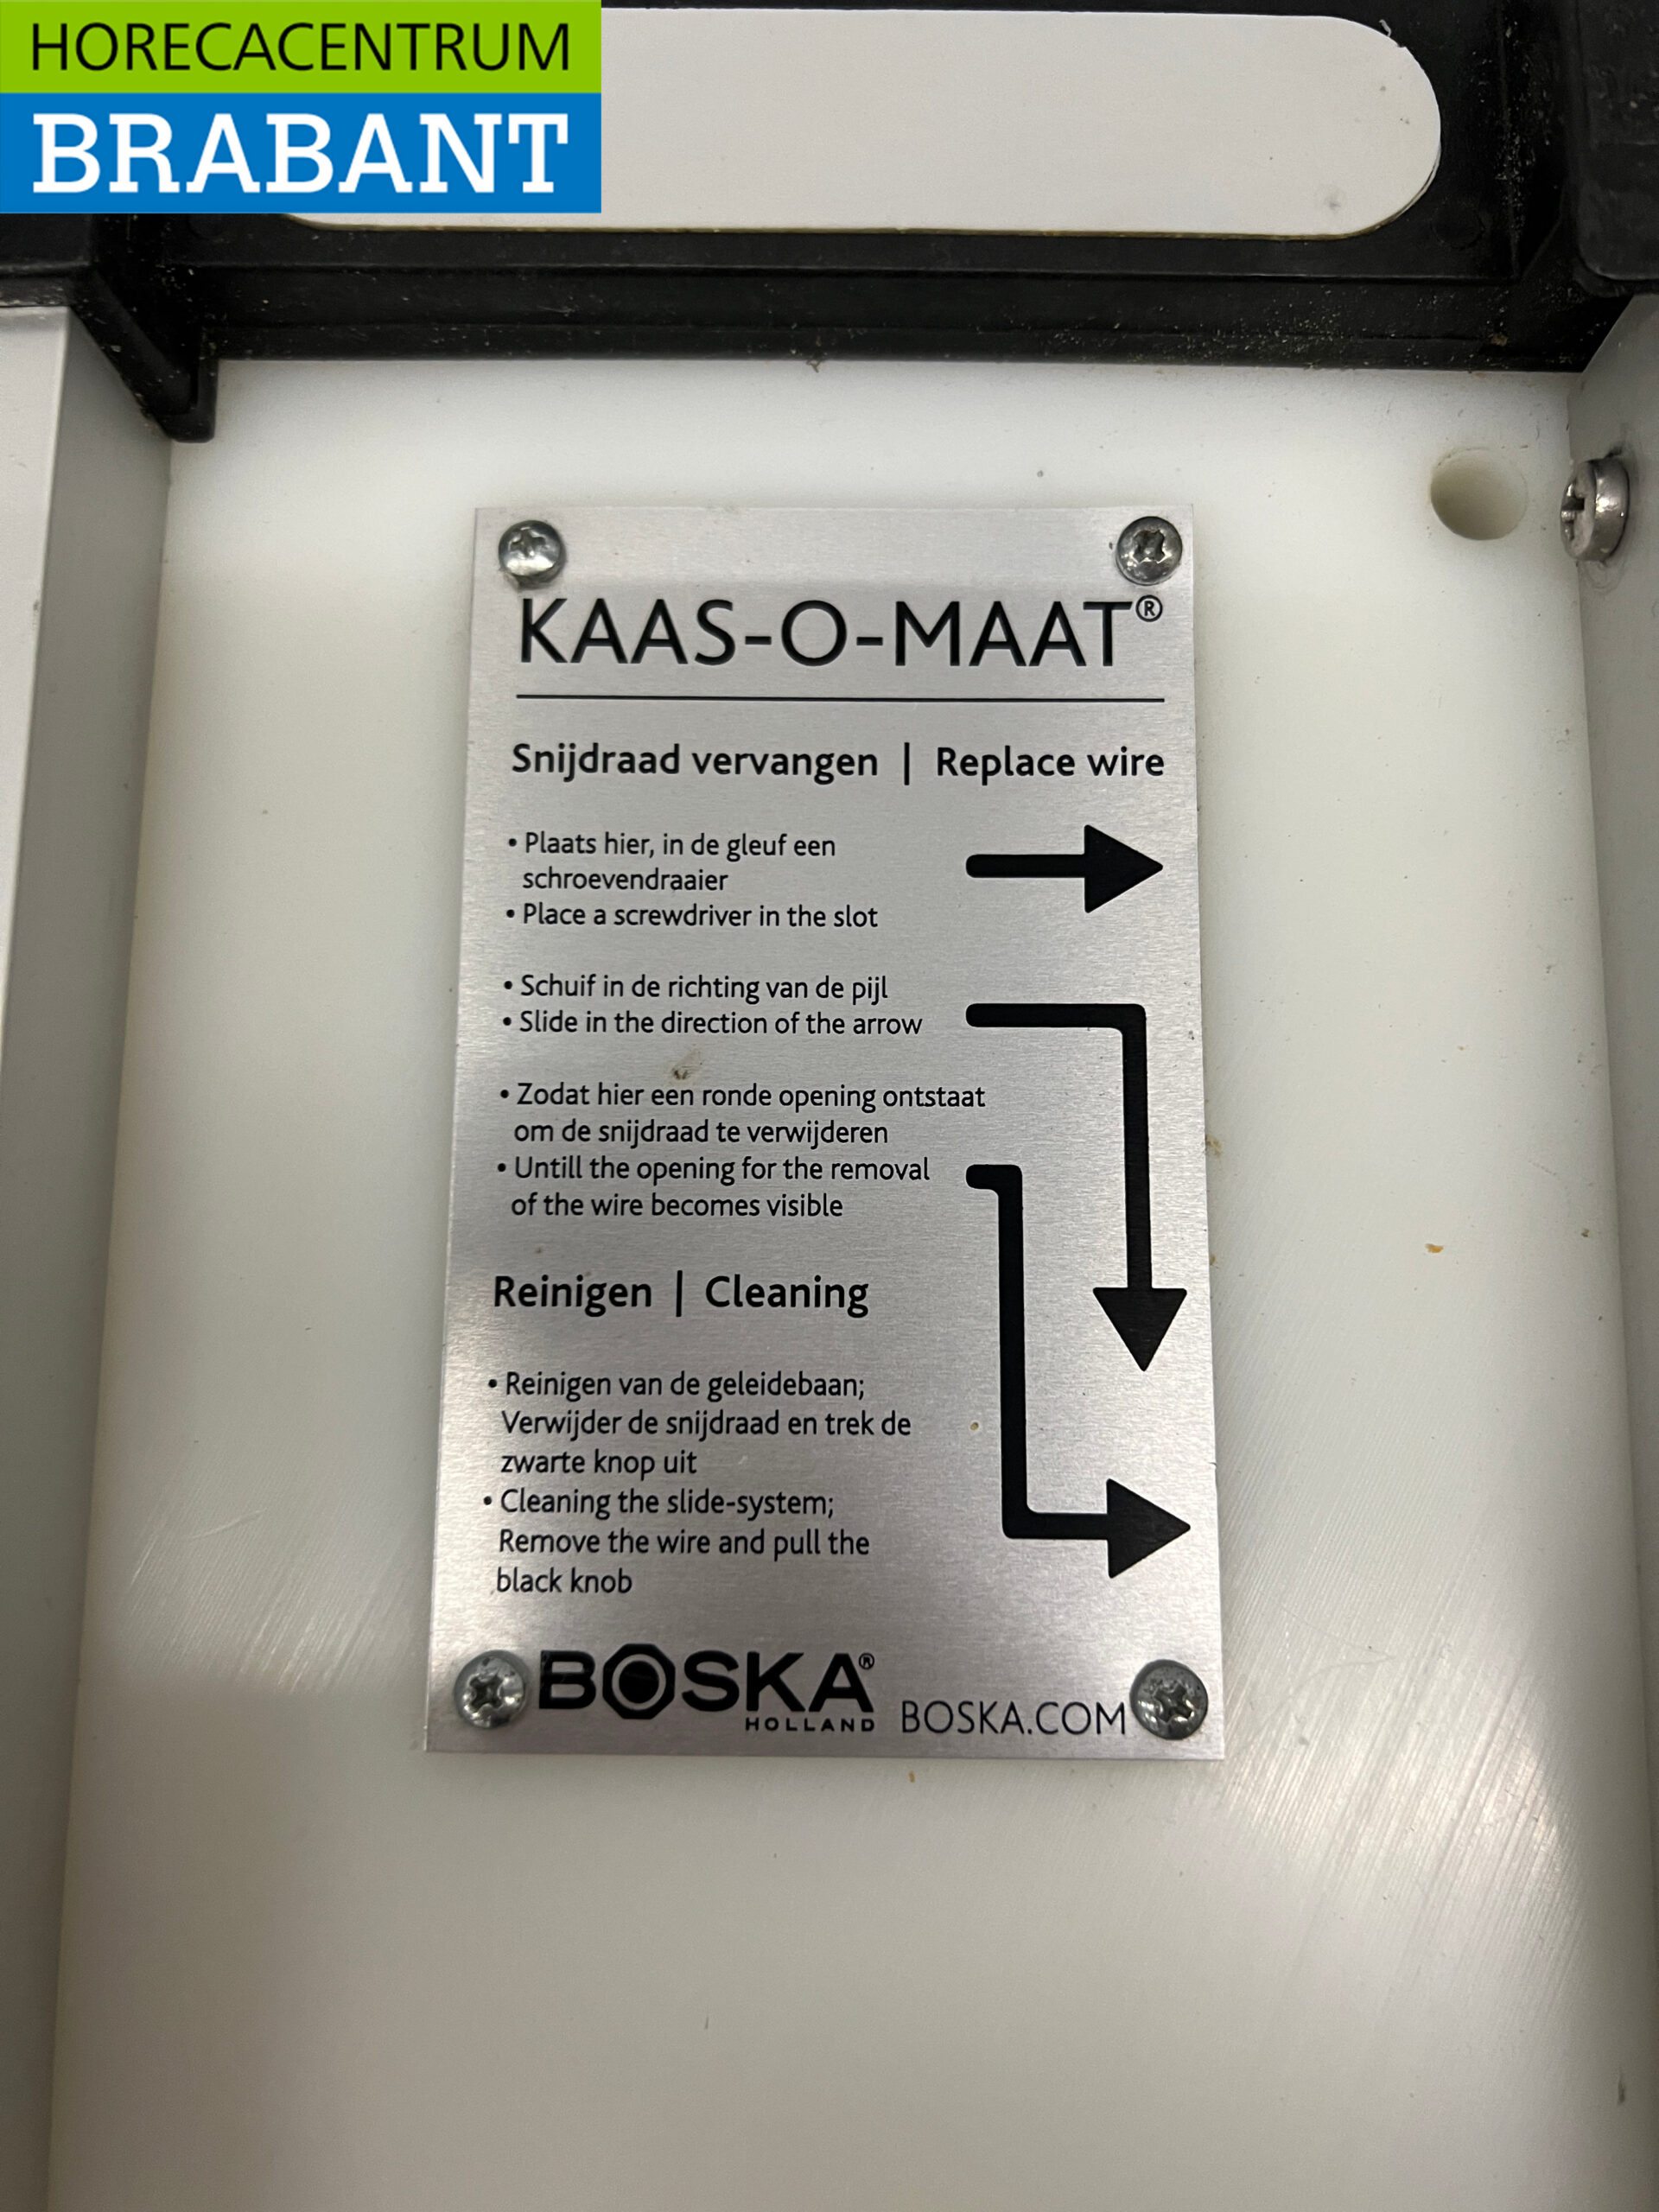 HORECACENTRUM
BRABANT
KAAS-O-MAAT®
Snijdraad vervangen | Replace wire
• Plaats hier, in de gleuf een
schroevendraaier
• Place a screwdriver in the slot
• Schuif in de richting van de pijl
• Slide in the direction of the arrow
• Zodat hier een ronde opening ontstaat
om de snijdraad te verwijderen
• Untill the opening for the removal
of the wire becomes visible
Reinigen | Cleaning
• Reinigen van de geleidebaan;
Verwijder de snijdraad en trek de
zwarte knop uit
• Cleaning the slide-system;
Remove the wire and pull the
black knob
BOSKA®
HOLLAND BOSKA.COM